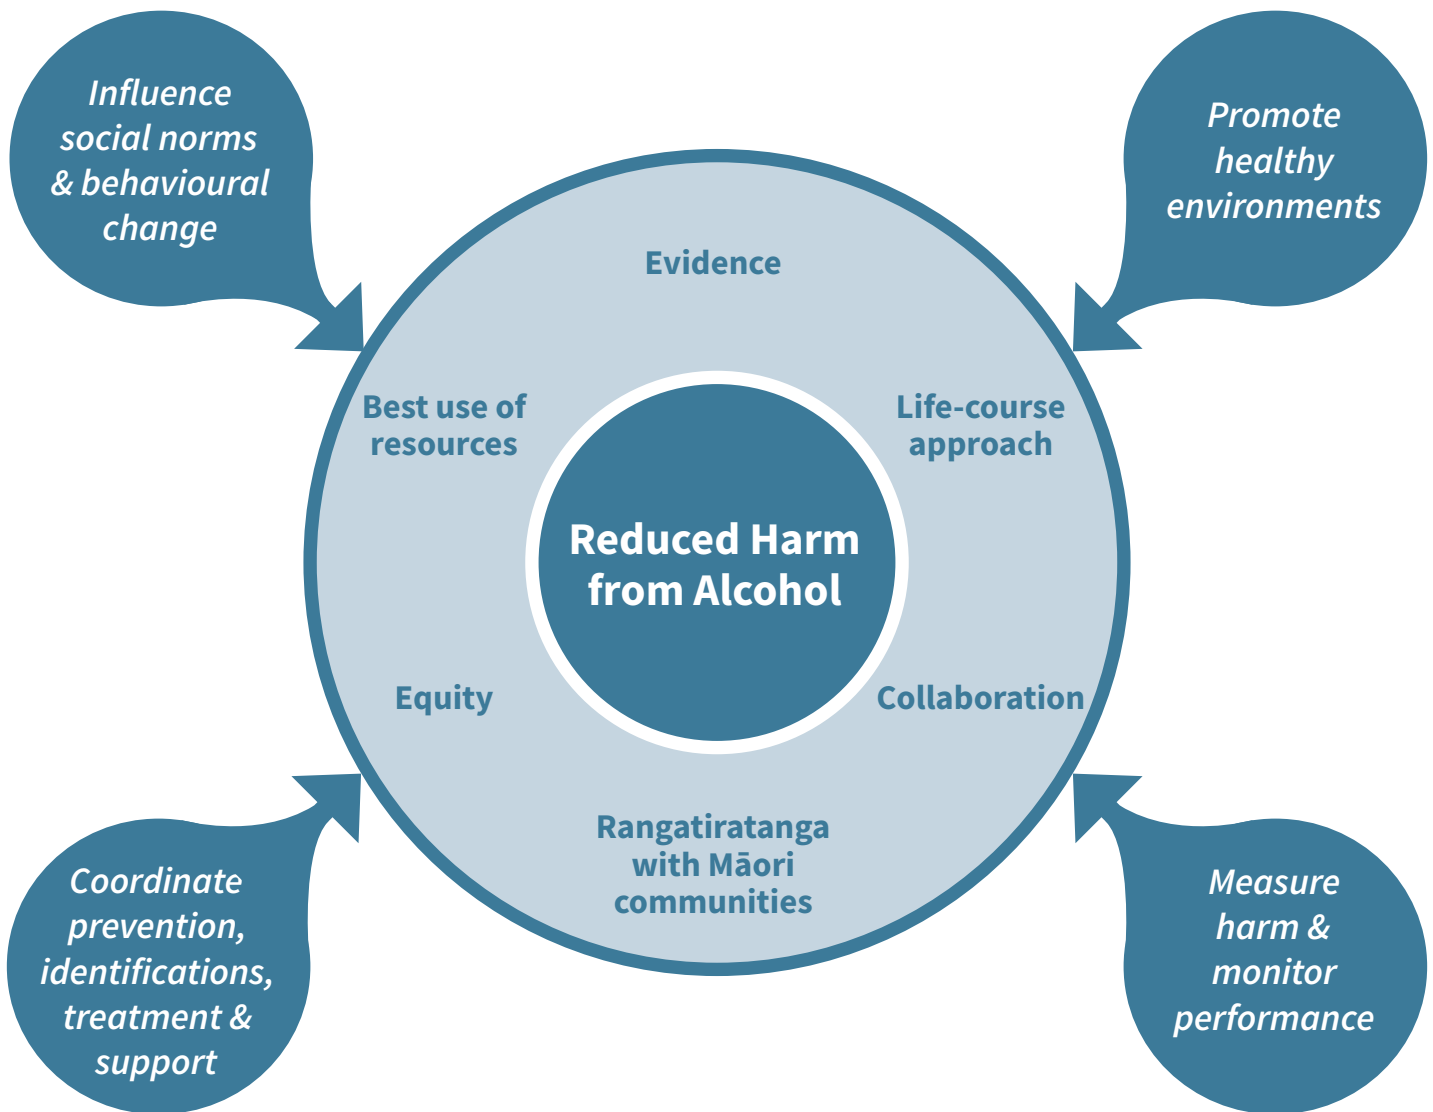 Influence
social norms
& behavioural
change
Promote
healthy
environments
Evidence
Best use of
resources
Life-course
approach
Reduced Harm
from Alcohol
Equity
Collaboration
Rangatiratanga
with Māori
communities
Coordinate
prevention,
identifications,
treatment &
support
Measure
harm &
monitor
performance